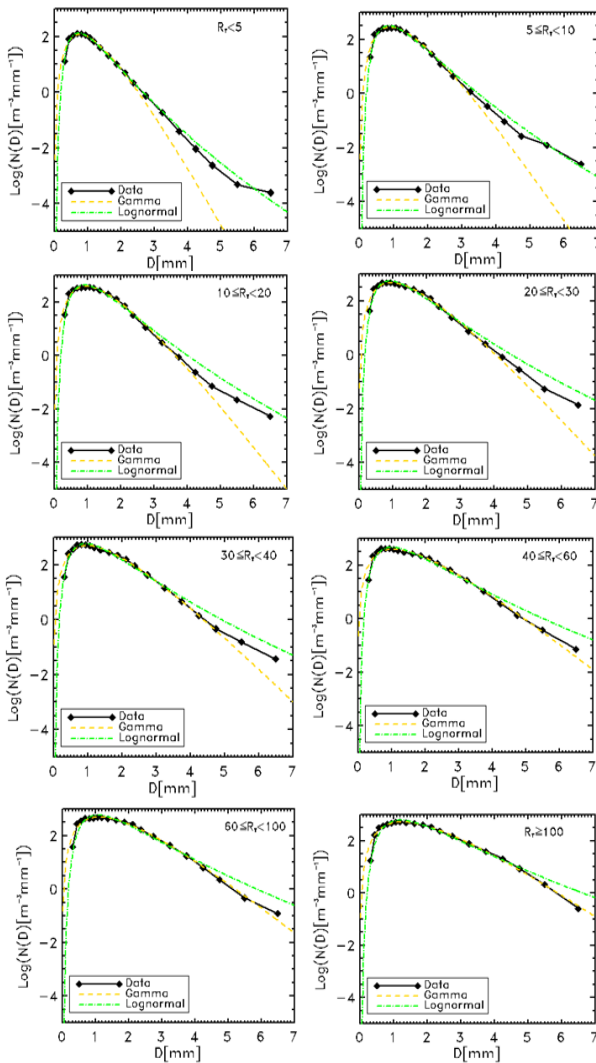 R_r<5
Log(N(D)[m⁻³mm⁻¹])
2
0
−2
−4
Data
Gamma
Lognormal
0 1 2 3 4 5 6 7
D[mm]
5≤R_r<10
Log(N(D)[m⁻³mm⁻¹])
2
0
−2
−4
Data
Gamma
Lognormal
0 1 2 3 4 5 6 7
D[mm]
10≤R_r<20
Log(N(D)[m⁻³mm⁻¹])
2
0
−2
−4
Data
Gamma
Lognormal
0 1 2 3 4 5 6 7
D[mm]
20≤R_r<30
Log(N(D)[m⁻³mm⁻¹])
2
0
−2
−4
Data
Gamma
Lognormal
0 1 2 3 4 5 6 7
D[mm]
30≤R_r<40
Log(N(D)[m⁻³mm⁻¹])
2
0
−2
−4
Data
Gamma
Lognormal
0 1 2 3 4 5 6 7
D[mm]
40≤R_r<60
Log(N(D)[m⁻³mm⁻¹])
2
0
−2
−4
Data
Gamma
Lognormal
0 1 2 3 4 5 6 7
D[mm]
60≤R_r<100
Log(N(D)[m⁻³mm⁻¹])
2
0
−2
−4
Data
Gamma
Lognormal
0 1 2 3 4 5 6 7
D[mm]
R_r≥100
Log(N(D)[m⁻³mm⁻¹])
2
0
−2
−4
Data
Gamma
Lognormal
0 1 2 3 4 5 6 7
D[mm]